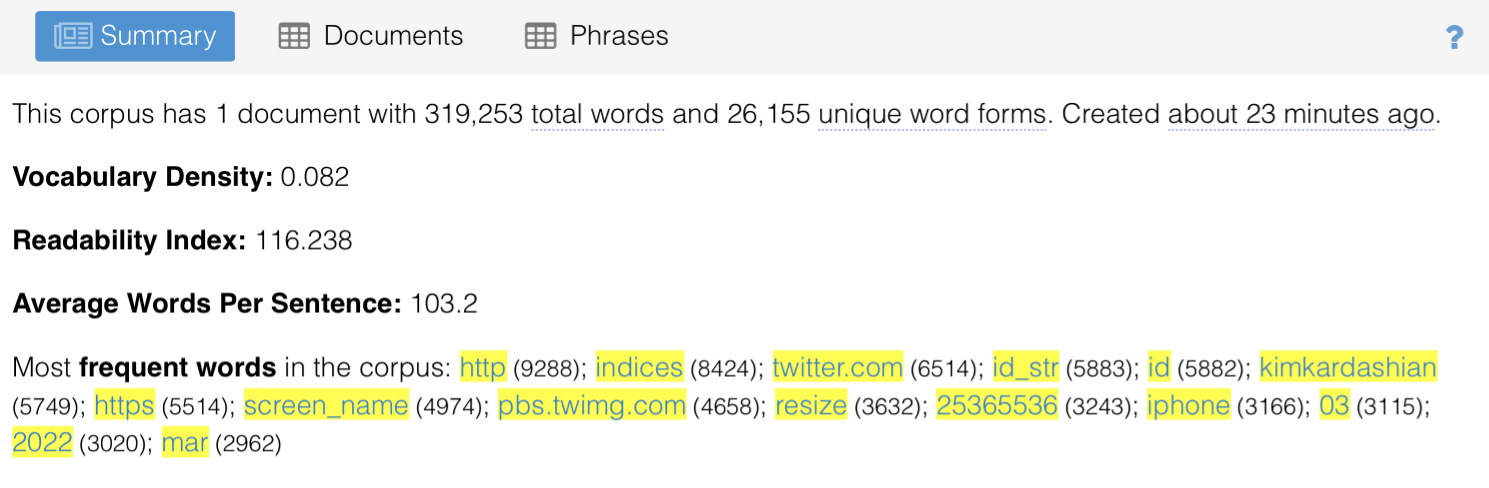 Summary Documents Phrases ?
This corpus has 1 document with 319,253 total words and 26,155 unique word forms. Created about 23 minutes ago.
Vocabulary Density: 0.082
Readability Index: 116.238
Average Words Per Sentence: 103.2
Most frequent words in the corpus: http (9288); indices (8424); twitter.com (6514); id_str (5883); id (5882); kimkardashian
(5749); https (5514); screen_name (4974); pbs.twimg.com (4658); resize (3632); 25365536 (3243); iphone (3166); 03 (3115);
2022 (3020); mar (2962)